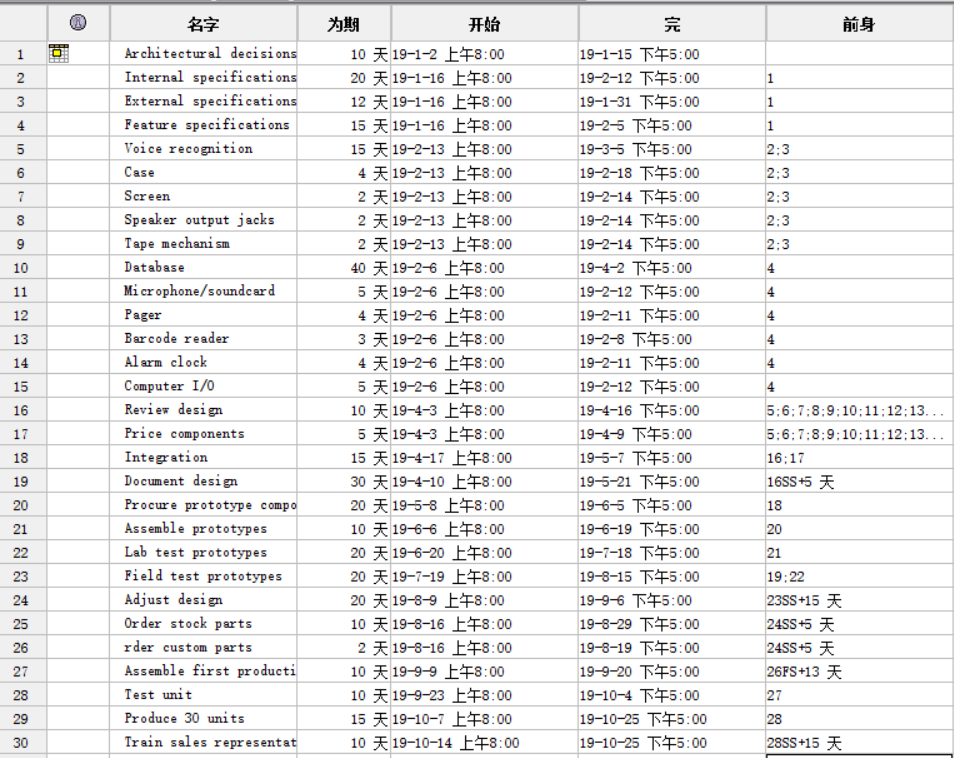 名字 为期 开始 完 前身
1 Architectural decisions 10 天 19-1-2 上午8:00 19-1-15 下午5:00
2 Internal specifications 20 天 19-1-16 上午8:00 19-2-12 下午5:00 1
3 External specifications 12 天 19-1-16 上午8:00 19-1-31 下午5:00 1
4 Feature specifications 15 天 19-1-16 上午8:00 19-2-5 下午5:00 1
5 Voice recognition 15 天 19-2-13 上午8:00 19-3-5 下午5:00 2;3
6 Case 4 天 19-2-13 上午8:00 19-2-18 下午5:00 2;3
7 Screen 2 天 19-2-13 上午8:00 19-2-14 下午5:00 2;3
8 Speaker output jacks 2 天 19-2-13 上午8:00 19-2-14 下午5:00 2;3
9 Tape mechanism 2 天 19-2-13 上午8:00 19-2-14 下午5:00 2;3
10 Database 40 天 19-2-6 上午8:00 19-4-2 下午5:00 4
11 Microphone/soundcard 5 天 19-2-6 上午8:00 19-2-12 下午5:00 4
12 Pager 4 天 19-2-6 上午8:00 19-2-11 下午5:00 4
13 Barcode reader 3 天 19-2-6 上午8:00 19-2-8 下午5:00 4
14 Alarm clock 4 天 19-2-6 上午8:00 19-2-11 下午5:00 4
15 Computer I/O 5 天 19-2-6 上午8:00 19-2-12 下午5:00 4
16 Review design 10 天 19-4-3 上午8:00 19-4-16 下午5:00 5;6;7;8;9;10;11;12;13...
17 Price components 5 天 19-4-3 上午8:00 19-4-9 下午5:00 5;6;7;8;9;10;11;12;13...
18 Integration 15 天 19-4-17 上午8:00 19-5-7 下午5:00 16;17
19 Document design 30 天 19-4-10 上午8:00 19-5-21 下午5:00 16SS+5 天
20 Procure prototype compo 20 天 19-5-8 上午8:00 19-6-5 下午5:00 18
21 Assemble prototypes 10 天 19-6-6 上午8:00 19-6-19 下午5:00 20
22 Lab test prototypes 20 天 19-6-20 上午8:00 19-7-18 下午5:00 21
23 Field test prototypes 20 天 19-7-19 上午8:00 19-8-15 下午5:00 19;22
24 Adjust design 20 天 19-8-9 上午8:00 19-9-6 下午5:00 23SS+15 天
25 Order stock parts 10 天 19-8-16 上午8:00 19-8-29 下午5:00 24SS+5 天
26 rder custom parts 2 天 19-8-16 上午8:00 19-8-19 下午5:00 24SS+5 天
27 Assemble first producti 10 天 19-9-9 上午8:00 19-9-20 下午5:00 26FS+13 天
28 Test unit 10 天 19-9-23 上午8:00 19-10-4 下午5:00 27
29 Produce 30 units 15 天 19-10-7 上午8:00 19-10-25 下午5:00 28
30 Train sales representat 10 天 19-10-14 上午8:00 19-10-25 下午5:00 28SS+15 天